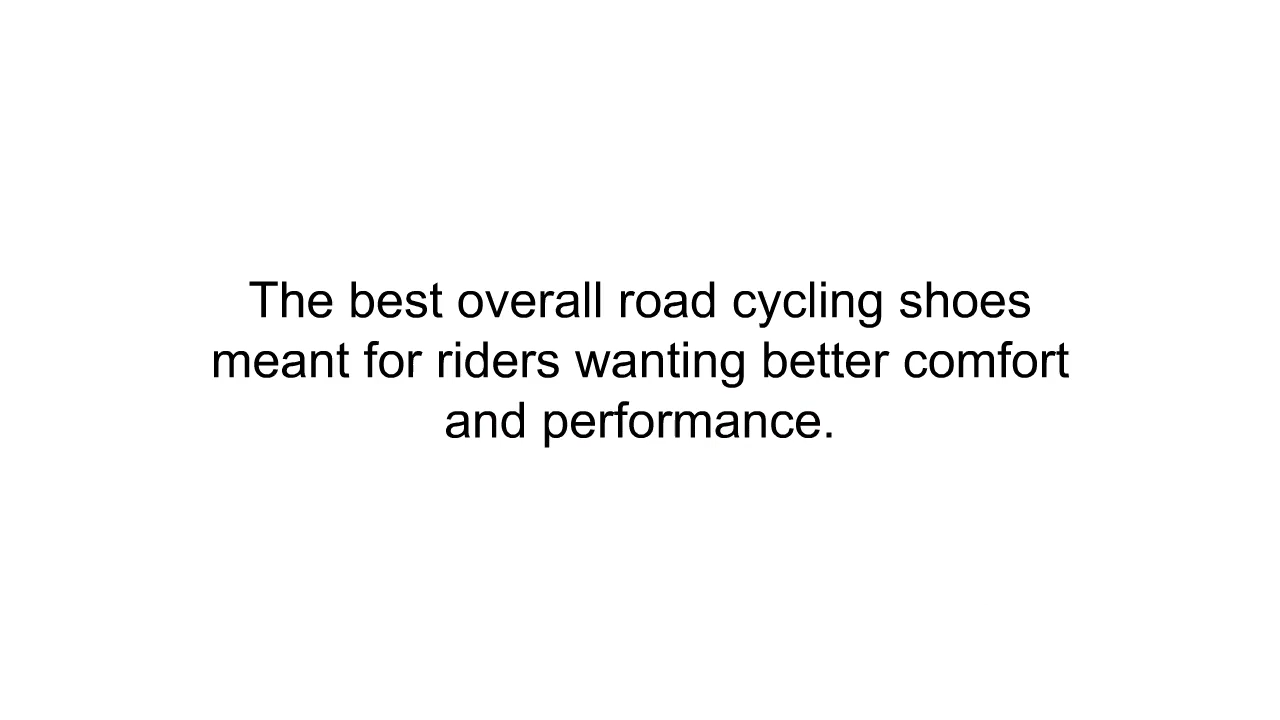 The best overall road cycling shoes
meant for riders wanting better comfort
and performance.